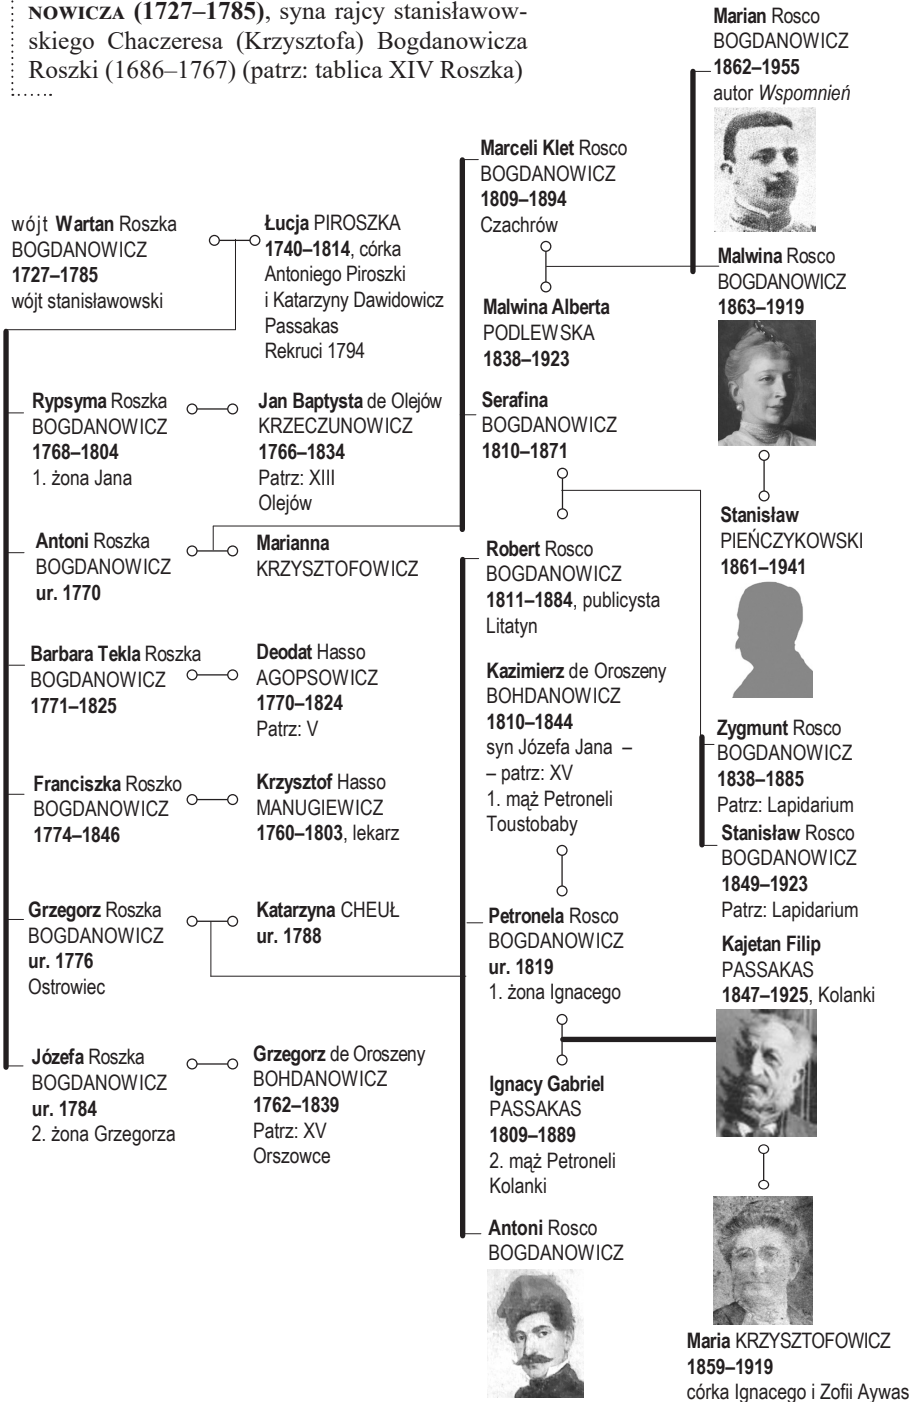 NOWICZA (1727–1785), syna rajcy stanisławow-
skiego Chaczeresa (Krzysztofa) Bogdanowicza
Roszki (1686–1767) (patrz: tablica XIV Roszka)
wójt Wartan Roszka
BOGDANOWICZ
1727–1785
wójt stanisławowski
Łucja PIROSZKA
1740–1814, córka
Antoniego Piroszki
i Katarzyny Dawidowicz
Passakas
Rekruci 1794
Rypsyma Roszka
BOGDANOWICZ
1768–1804
1. żona Jana
Jan Baptysta de Olejów
KRZECZUNOWICZ
1766–1834
Patrz: XIII
Olejów
Antoni Roszka
BOGDANOWICZ
ur. 1770
Marianna
KRZYSZTOFOWICZ
Barbara Tekla Roszka
BOGDANOWICZ
1771–1825
Deodat Hasso
AGOPSOWICZ
1770–1824
Patrz: V
Franciszka Roszko
BOGDANOWICZ
1774–1846
Krzysztof Hasso
MANUGIEWICZ
1760–1803, lekarz
Grzegorz Roszka
BOGDANOWICZ
ur. 1776
Ostrowiec
Katarzyna CHEUŁ
ur. 1788
Józefa Roszka
BOGDANOWICZ
ur. 1784
2. żona Grzegorza
Grzegorz de Oroszeny
BOHDANOWICZ
1762–1839
Patrz: XV
Orszowce
Marceli Klet Rosco
BOGDANOWICZ
1809–1894
Czachrów
Malwina Alberta
PODLEWSKA
1838–1923
Serafina
BOGDANOWICZ
1810–1871
Robert Rosco
BOGDANOWICZ
1811–1884, publicysta
Litatyn
Kazimierz de Oroszeny
BOHDANOWICZ
1810–1844
syn Józefa Jana –
– patrz: XV
1. mąż Petroneli
Toustobaby
Petronela Rosco
BOGDANOWICZ
ur. 1819
1. żona Ignacego
Ignacy Gabriel
PASSAKAS
1809–1889
2. mąż Petroneli
Kolanki
Antoni Rosco
BOGDANOWICZ
Marian Rosco
BOGDANOWICZ
1862–1955
autor Wspomnień
Malwina Rosco
BOGDANOWICZ
1863–1919
Stanisław
PIEŃCZYKOWSKI
1861–1941
Zygmunt Rosco
BOGDANOWICZ
1838–1885
Patrz: Lapidarium
Stanisław Rosco
BOGDANOWICZ
1849–1923
Patrz: Lapidarium
Kajetan Filip
PASSAKAS
1847–1925, Kolanki
Maria KRZYSZTOFOWICZ
1859–1919
córka Ignacego i Zofii Aywas